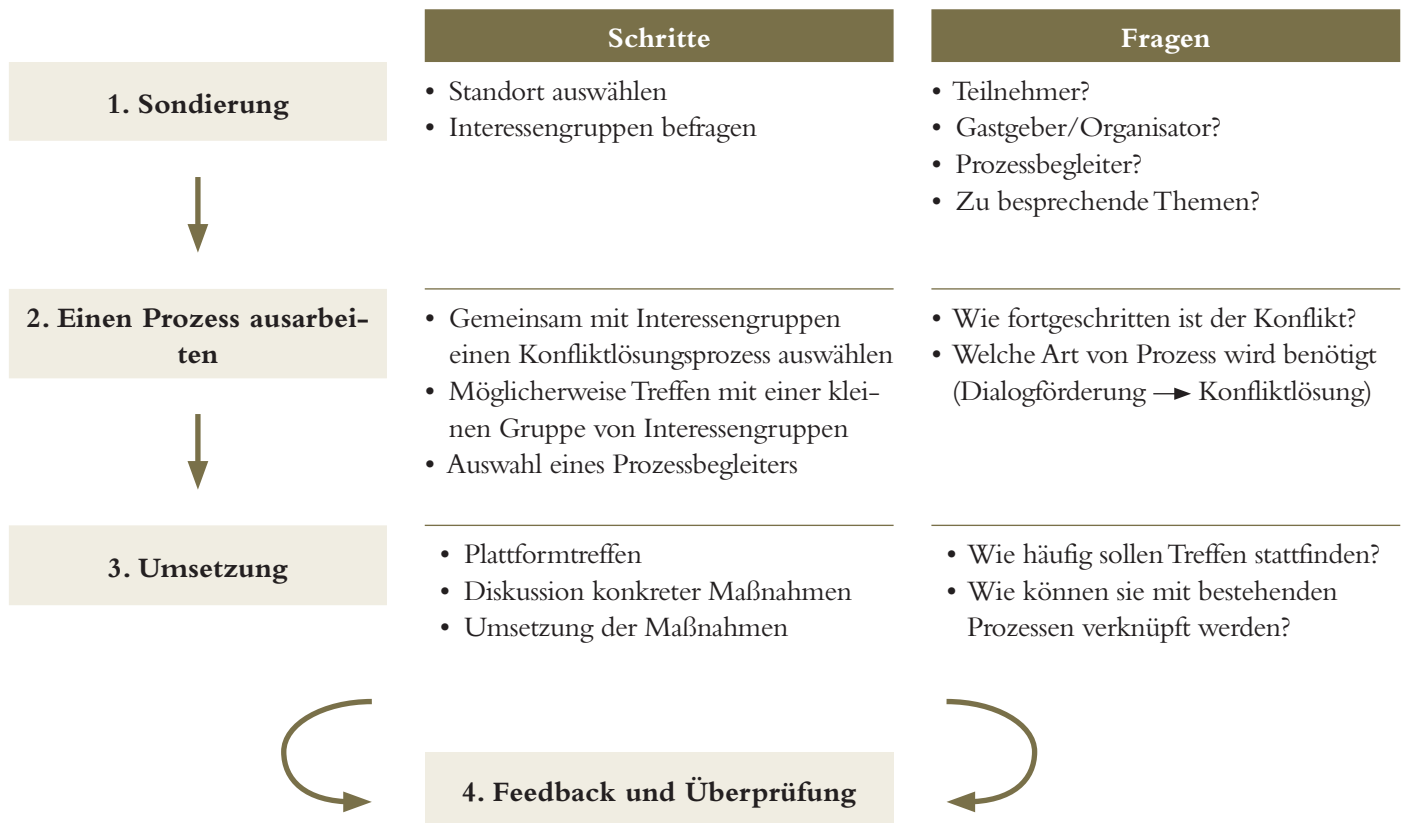 Schritte
Fragen
1. Sondierung
• Standort auswählen
• Interessengruppen befragen
• Teilnehmer?
• Gastgeber/Organisator?
• Prozessbegleiter?
• Zu besprechende Themen?
2. Einen Prozess ausarbei-
ten
• Gemeinsam mit Interessengruppen
einen Konfliktlösungsprozess auswählen
• Möglicherweise Treffen mit einer klei-
nen Gruppe von Interessengruppen
• Auswahl eines Prozessbegleiters
• Wie fortgeschritten ist der Konflikt?
• Welche Art von Prozess wird benötigt
(Dialogförderung → Konfliktlösung)
3. Umsetzung
• Plattformtreffen
• Diskussion konkreter Maßnahmen
• Umsetzung der Maßnahmen
• Wie häufig sollen Treffen stattfinden?
• Wie können sie mit bestehenden
Prozessen verknüpft werden?
4. Feedback und Überprüfung